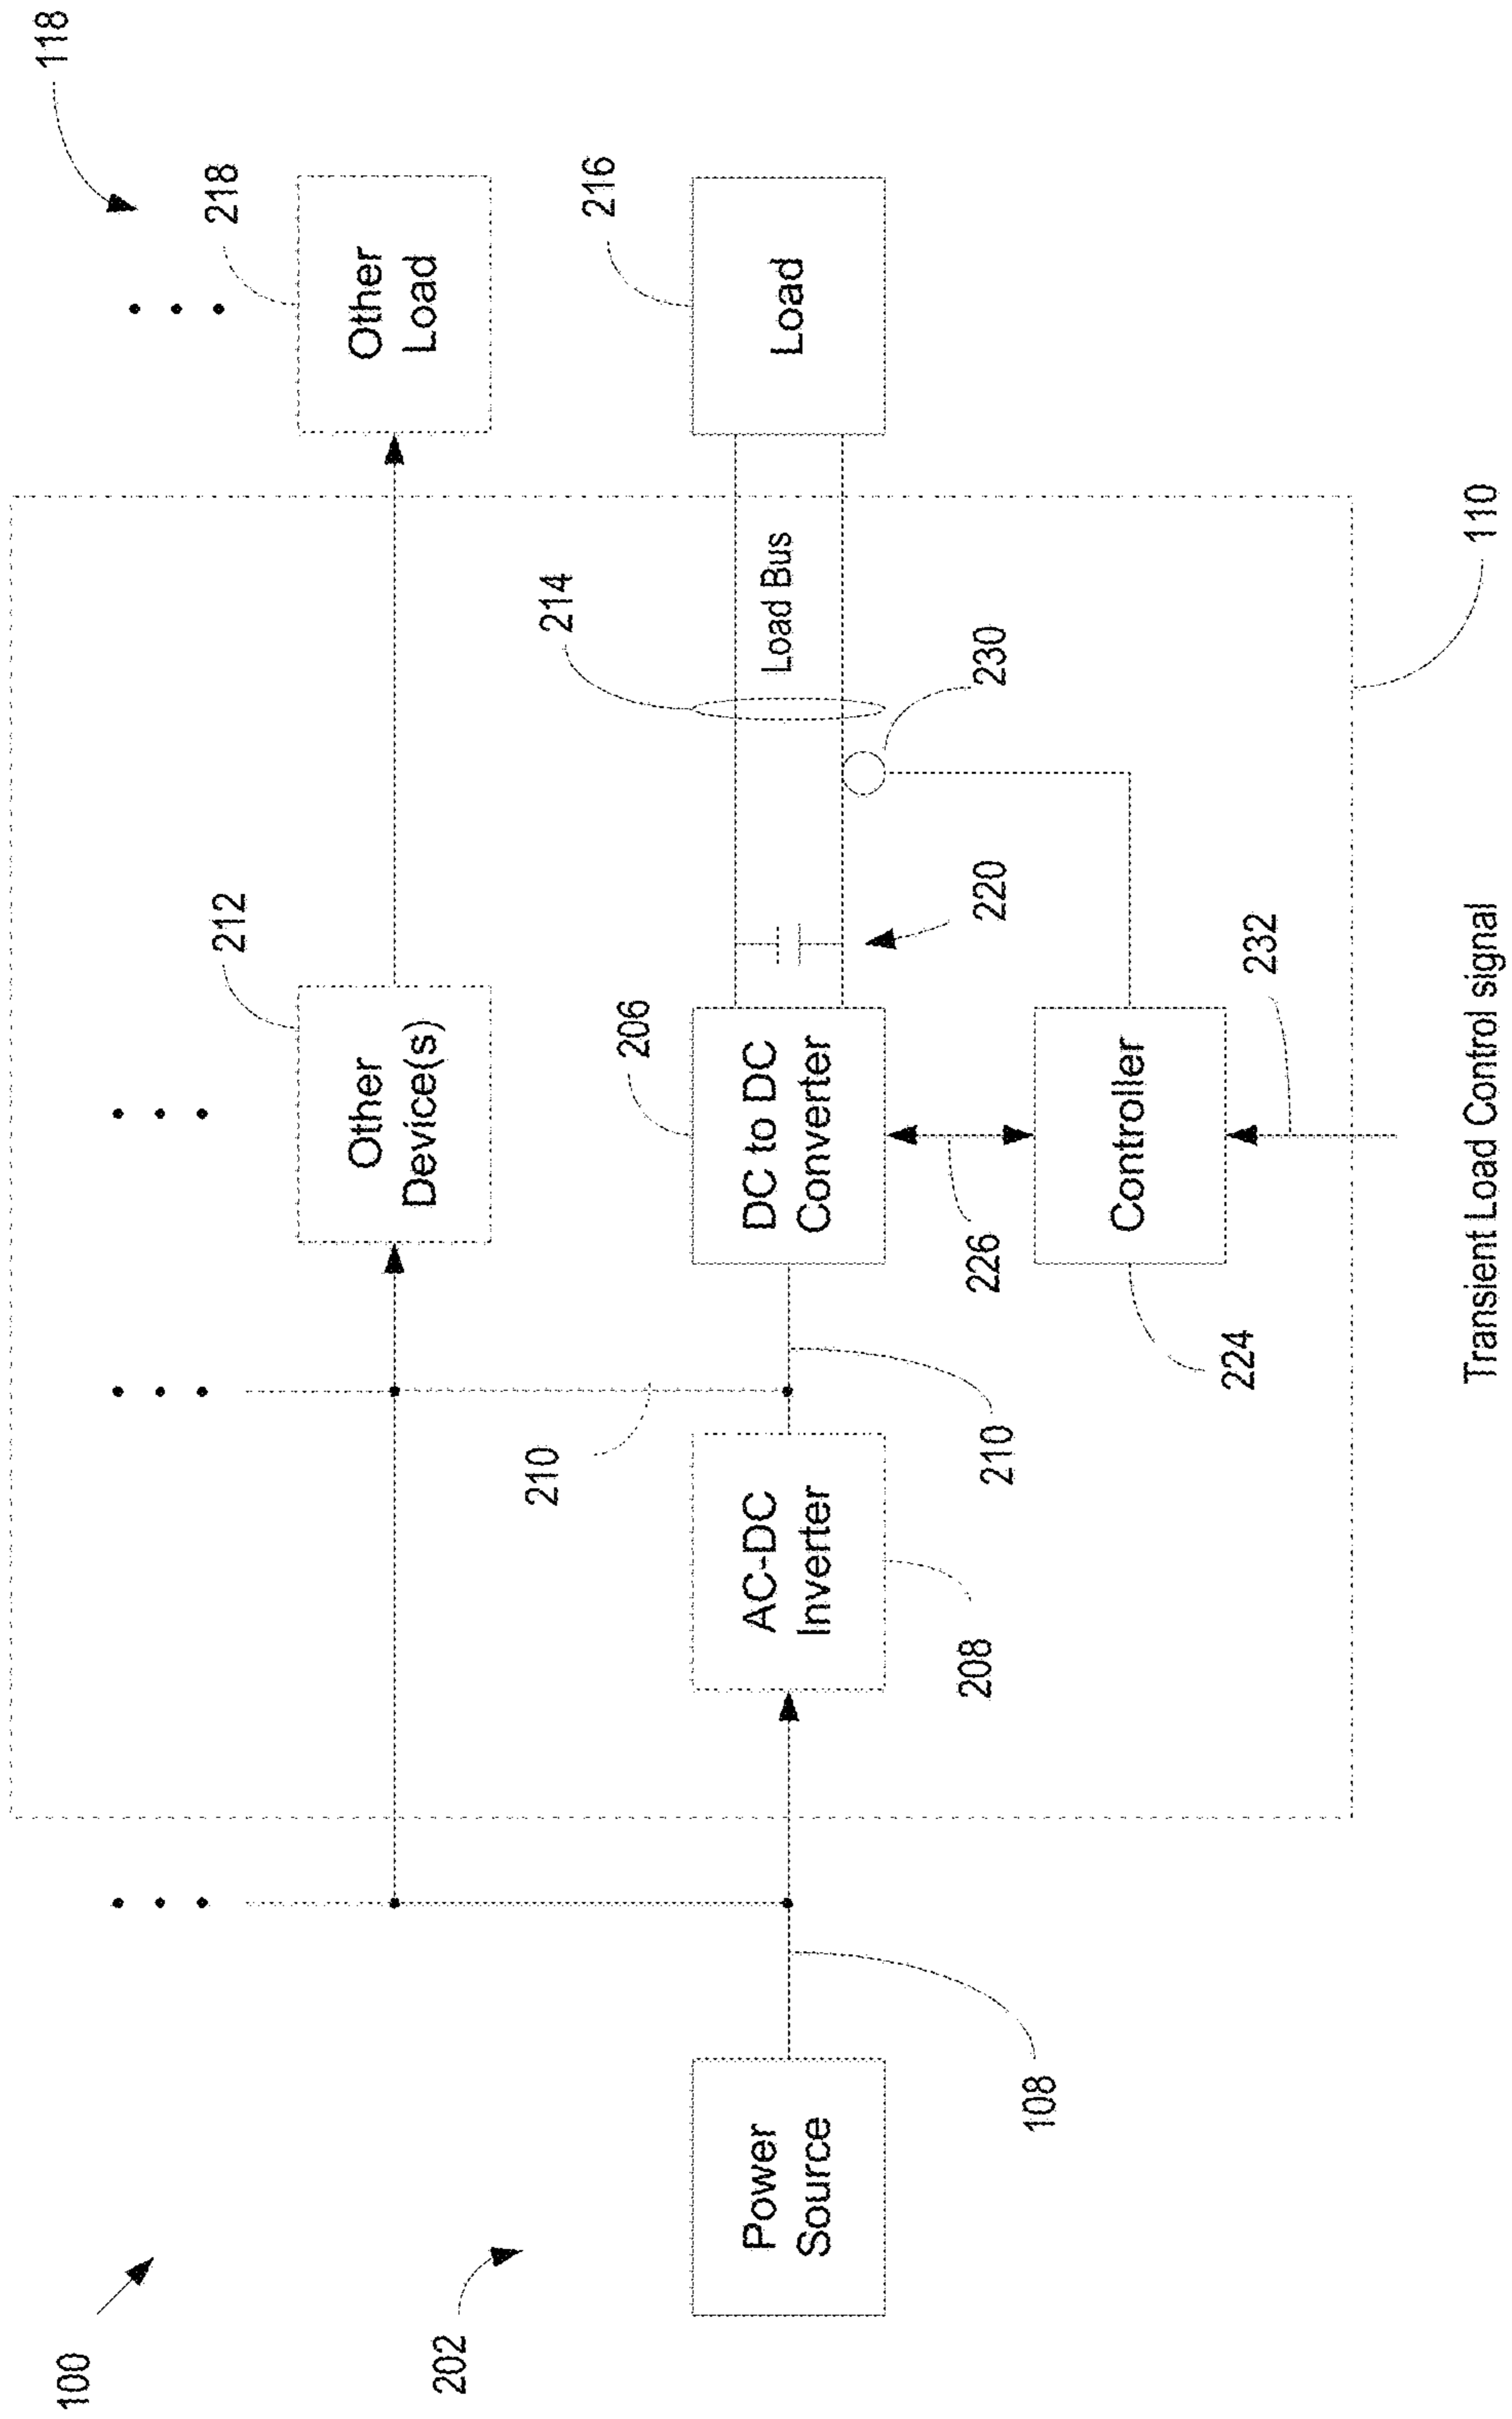 100
202
Power
Source
108
AC-DC
Inverter
208
210
210
Other
Device(s)
212
DC to DC
Converter
206
226
Controller
224
232
Transient Load Control signal
220
230
214
Load Bus
110
Other
Load
218
Load
216
118